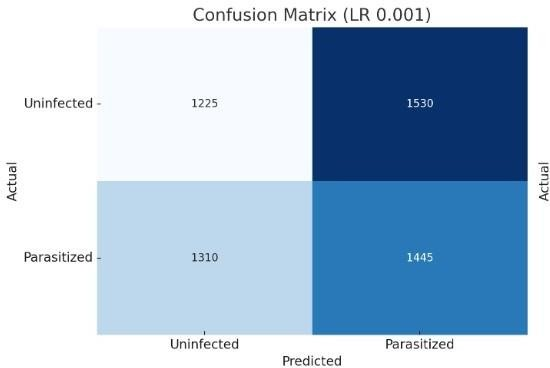 Confusion Matrix (LR 0.001)
Uninfected
1225
1530
Actual
Actual
Parasitized
1310
1445
Uninfected
Parasitized
Predicted